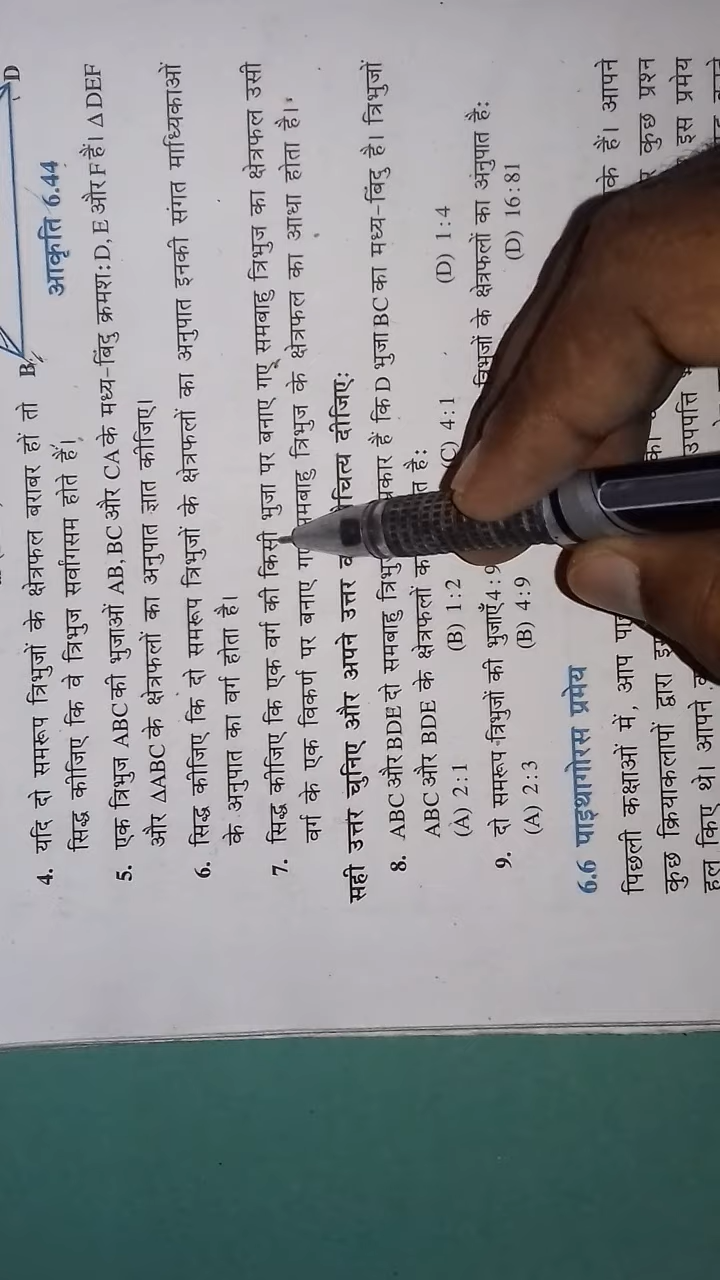 D
B
आकृति 6.44
4. यदि दो समरूप त्रिभुजों के क्षेत्रफल बराबर हों तो
सिद्ध कीजिए कि वे त्रिभुज सर्वांगसम होते हैं।
5. एक त्रिभुज ABC की भुजाओं AB, BC और CA के मध्य-बिंदु क्रमश: D, E और F हैं। Δ DEF
और ΔABC के क्षेत्रफलों का अनुपात ज्ञात कीजिए।
6. सिद्ध कीजिए कि दो समरूप त्रिभुजों के क्षेत्रफलों का अनुपात इनकी संगत माध्यिकाओं
के अनुपात का वर्ग होता है।
7. सिद्ध कीजिए कि एक वर्ग की किसी भुजा पर बनाए गए समबाहु त्रिभुज का क्षेत्रफल उसी
वर्ग के एक विकर्ण पर बनाए समबाहु त्रिभुज के क्षेत्रफल का आधा होता है।
सही उत्तर चुनिए और अपने उत्तर दीजिए:
8. ABC और BDE दो समबाहु हैं कि D भुजा BC का मध्य-बिंदु है। त्रिभुजों
ABC और BDE के क्षेत्रफलों है:
(A) 2:1 (B) 1:2 (C) 4:1 (D) 1:4
9. दो समरूप त्रिभुजों की भुजाएँ 4:9 के क्षेत्रफलों का अनुपात है:
(A) 2:3 (B) 4:9 (D) 16:81
6.6 पाइथागोरस प्रमेय
पिछली कक्षाओं में, आप हैं। आपने
कुछ क्रियाकलापों द्वारा कुछ प्रश्न
हल किए थे। आपने उपपत्ति इस प्रमेय